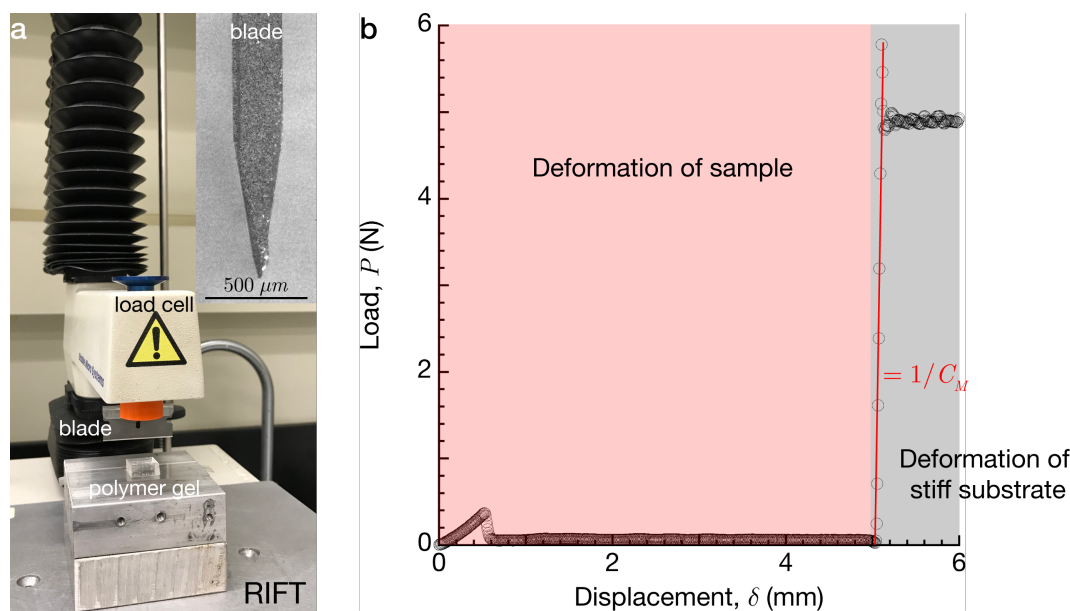 a
blade
500 μm
load cell
blade
polymer gel
RIFT
b
6
4
2
0
Load, P (N)
Deformation of sample
= 1/C_M
Deformation of
stiff substrate
0
2
4
6
Displacement, δ (mm)